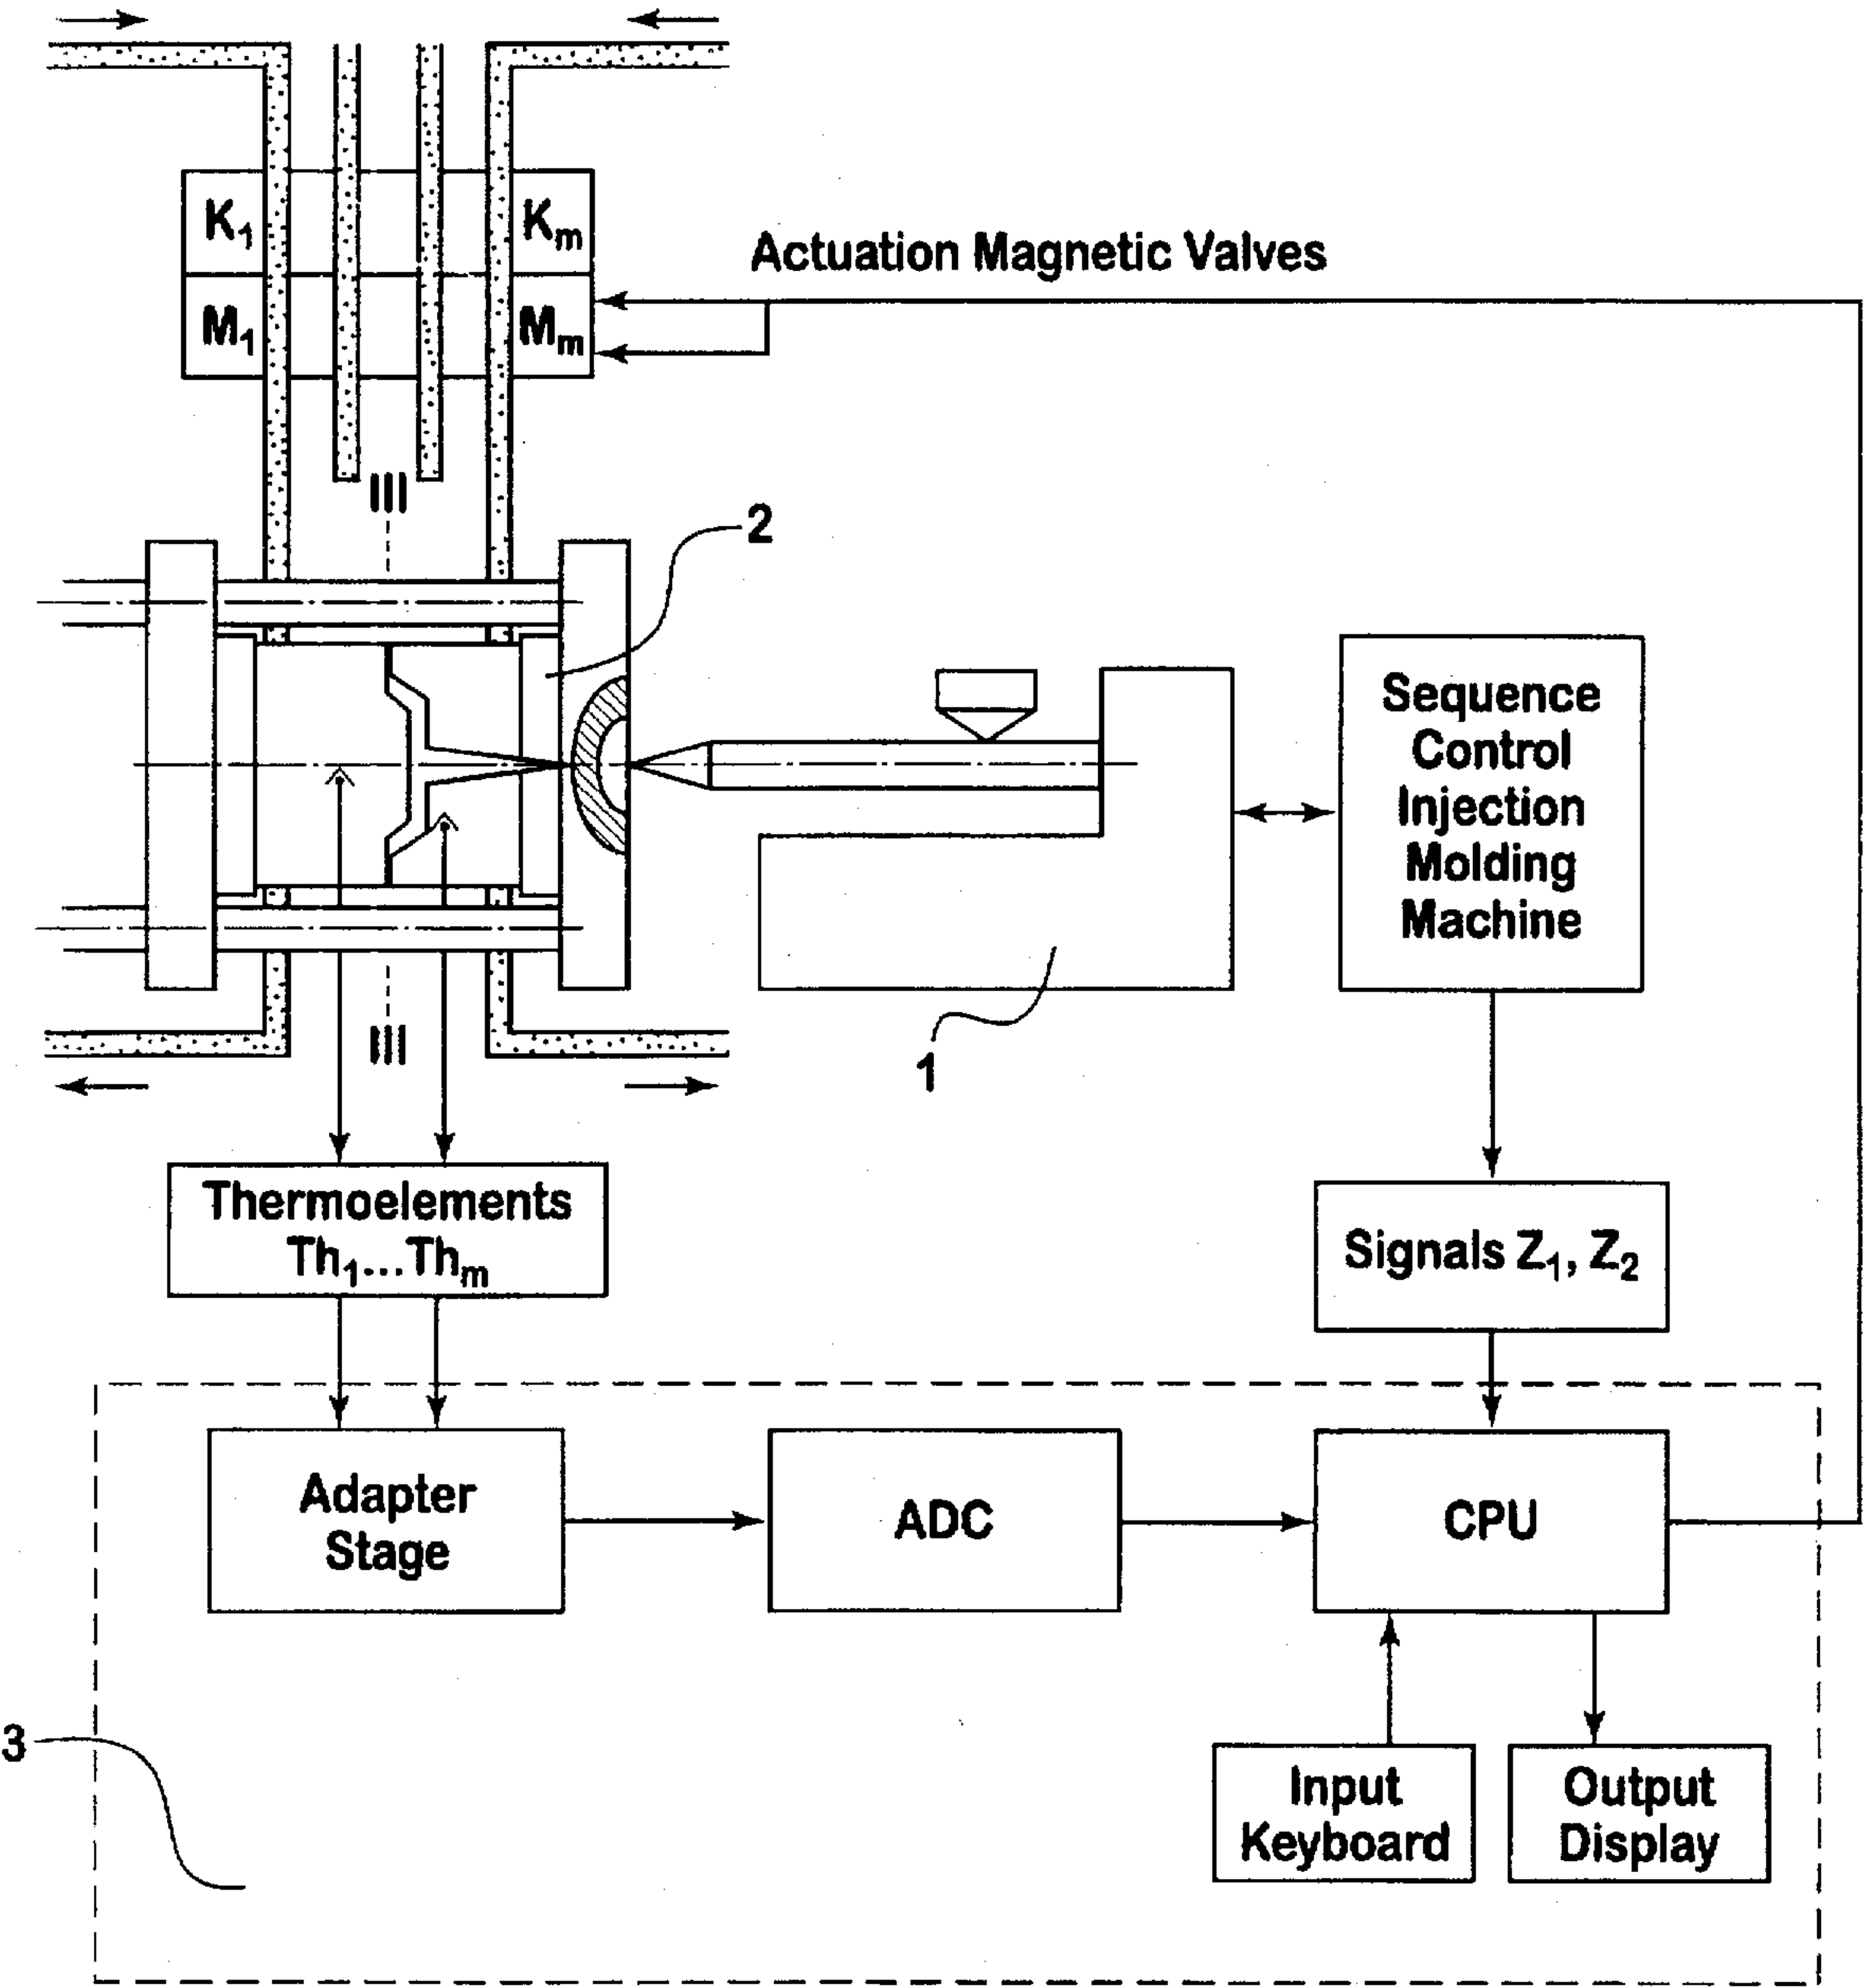 K1
Km
M1
Mm
Actuation Magnetic Valves
III
2
Sequence
Control
Injection
Molding
Machine
III
1
Thermoelements
Th1...Thm
Signals Z1, Z2
Adapter
Stage
ADC
CPU
3
Input
Keyboard
Output
Display